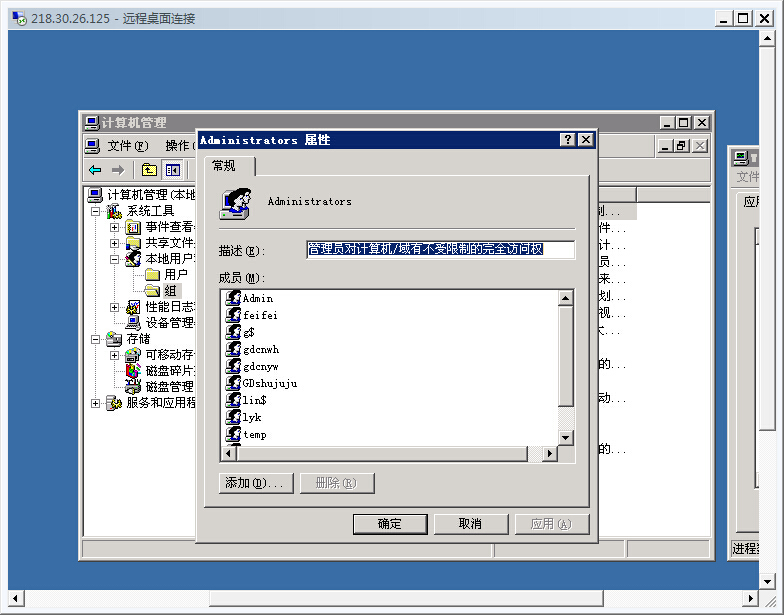 218.30.26.125 - 远程桌面连接
计算机管理
文件(F) 操作(
计算机管理(本地
系统工具
事件查看
共享文件
本地用户
用户
组
性能日志
设备管理
存储
可移动存
磁盘碎片
磁盘管理
服务和应用程
Administrators 属性
常规
Administrators
描述(E):
管理员对计算机/域有不受限制的完全访问权
成员(M):
Admin
feifei
g$
gdcnwh
gdcnyw
GDshujuju
lin$
lyk
temp
添加(D)...
删除(R)
确定
取消
应用(A)
制...
件...
计...
员...
来...
划...
视...
的...
动...
的...
文件
应用
进程数